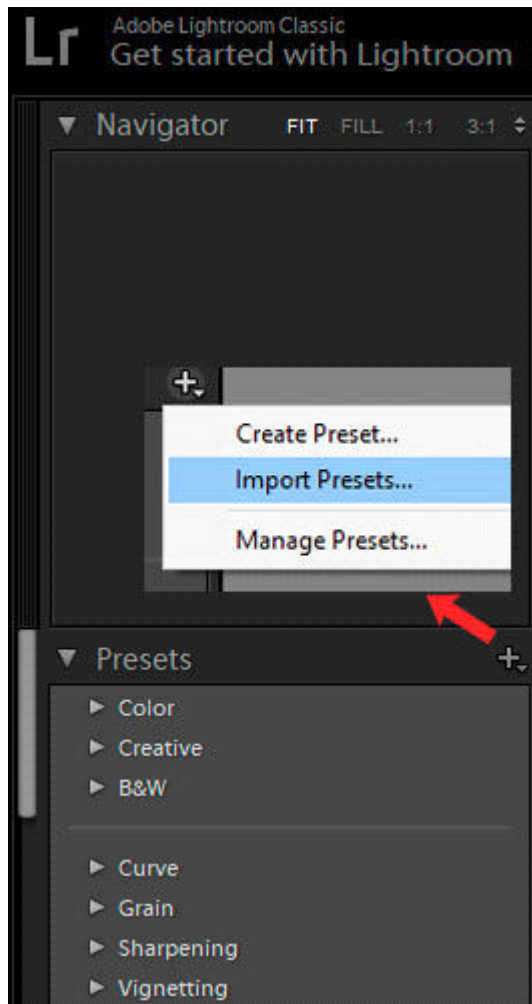 Lr
Adobe Lightroom Classic
Get started with Lightroom
Navigator FIT FILL 1:1 3:1
Create Preset...
Import Presets...
Manage Presets...
Presets
Color
Creative
B&W
Curve
Grain
Sharpening
Vignetting